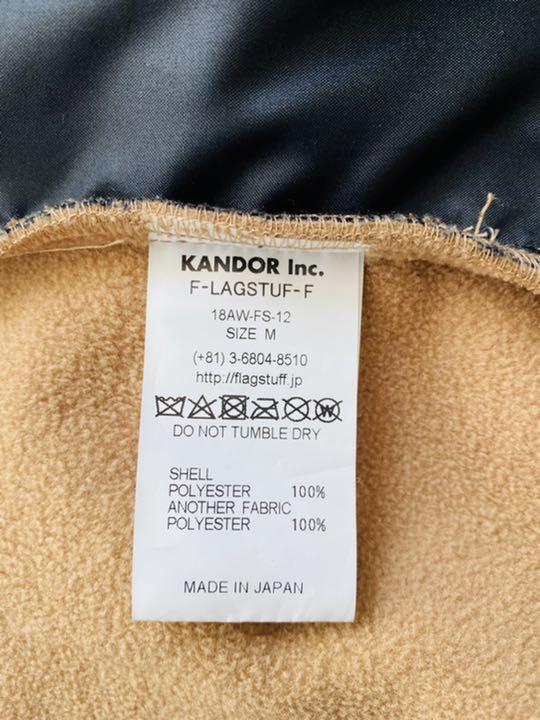 KANDOR Inc.
F-LAGSTUF-F
18AW-FS-12
SIZE M
(+81) 3-6804-8510
http://flagstuff.jp
W
DO NOT TUMBLE DRY
SHELL
POLYESTER 100%
ANOTHER FABRIC
POLYESTER 100%
MADE IN JAPAN